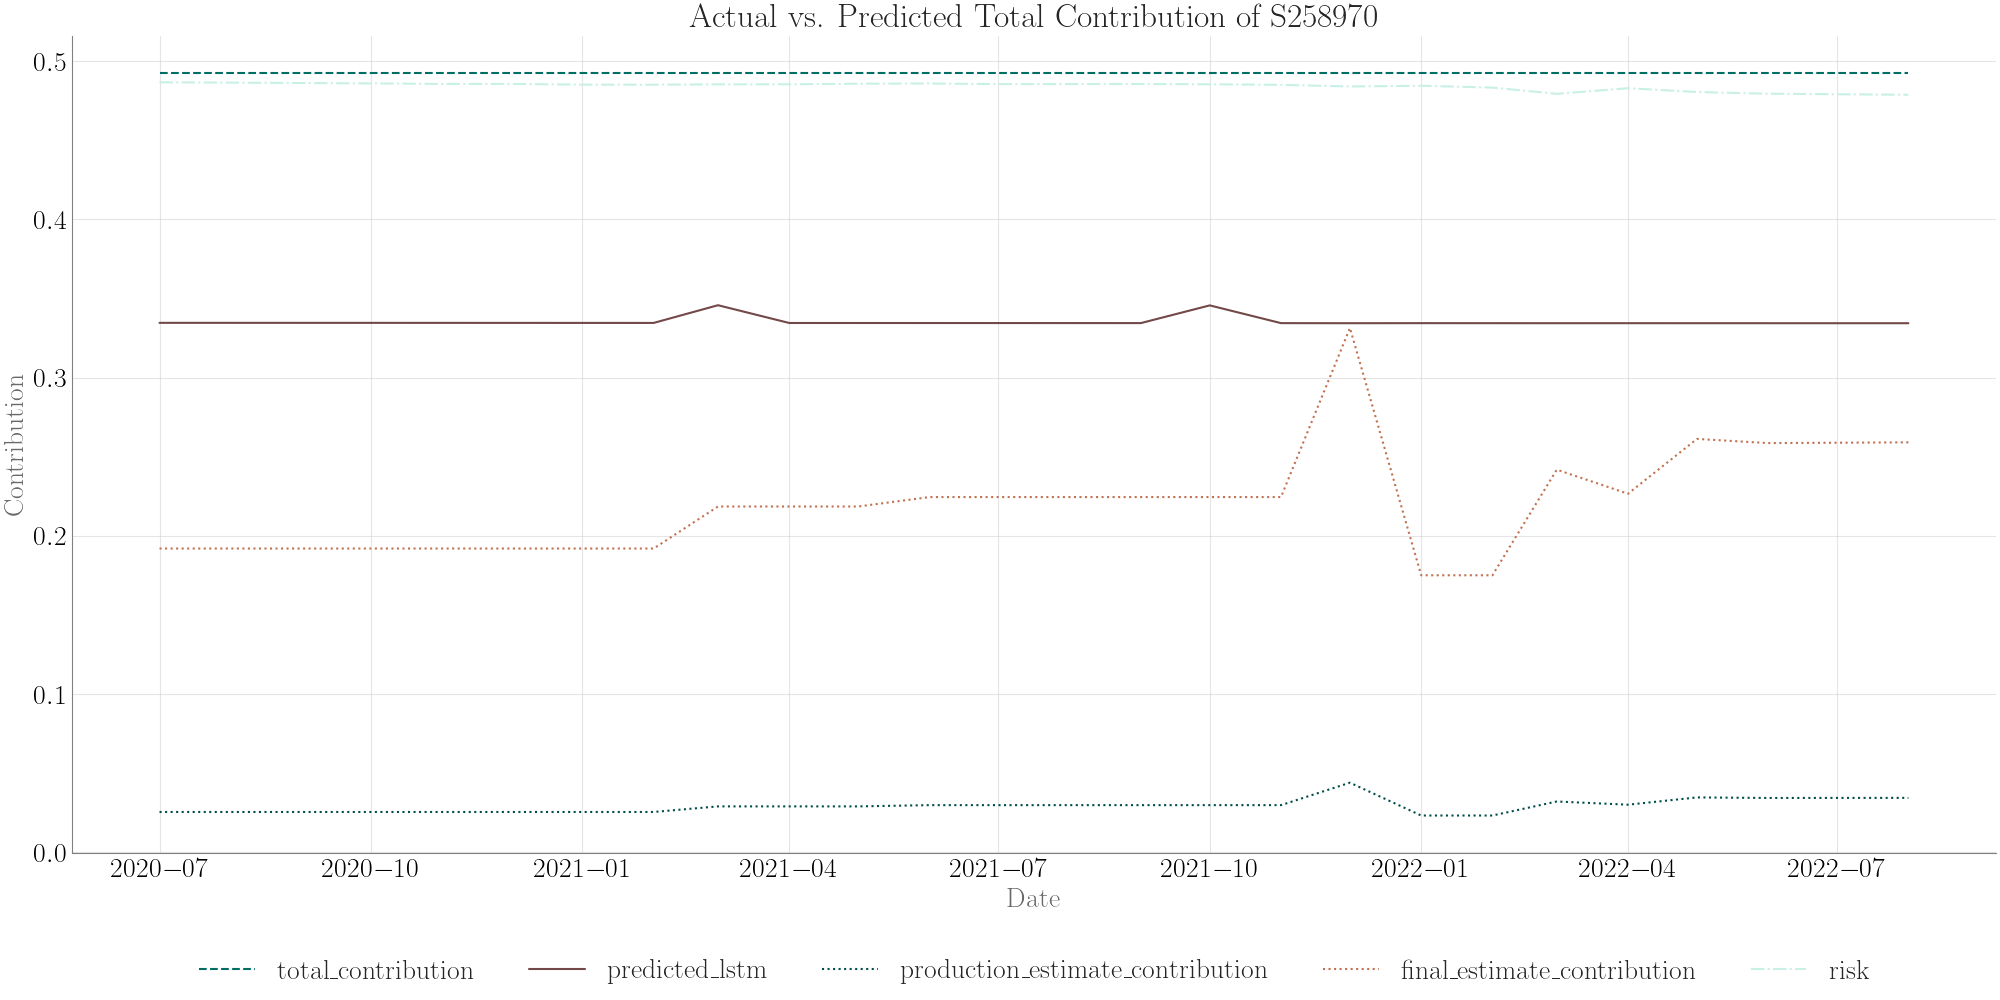 Actual vs. Predicted Total Contribution of S258970
0.5
0.4
0.3
0.2
0.1
0.0
Contribution
2020–07 2020–10 2021–01 2021–04 2021–07 2021–10 2022–01 2022–04 2022–07
Date
total_contribution predicted_lstm production_estimate_contribution final_estimate_contribution risk